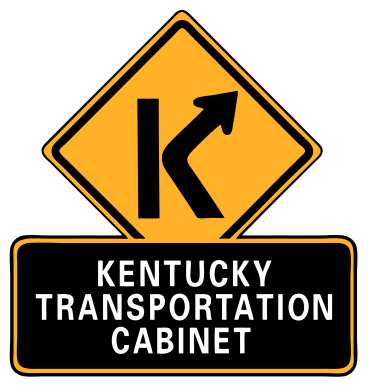 K
KENTUCKY
TRANSPORTATION
CABINET